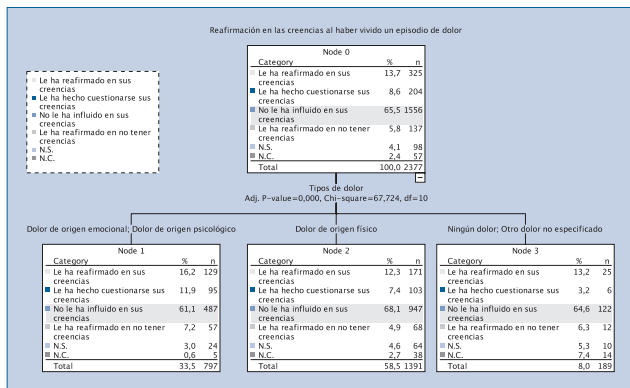 Reafirmación en las creencias al haber vivido un episodio de dolor
Le ha reafirmado en sus
creencias
Le ha hecho cuestionarse sus
creencias
No le ha influido en sus
creencias
Le ha reafirmado en no tener
creencias
N.S.
N.C.
Node 0
Category % n
Le ha reafirmado en sus 13,7 325
creencias
Le ha hecho cuestionarse sus 8,6 204
creencias
No le ha influido en sus 65,5 1556
creencias
Le ha reafirmado en no tener 5,8 137
creencias
N.S. 4,1 98
N.C. 2,4 57
Total 100,0 2377
Tipos de dolor
Adj. P-value=0,000, Chi-square=67,724, df=10
Dolor de origen emocional; Dolor de origen psicológico
Node 1
Category % n
Le ha reafirmado en sus 16,2 129
creencias
Le ha hecho cuestionarse sus 11,9 95
creencias
No le ha influido en sus 61,1 487
creencias
Le ha reafirmado en no tener 7,2 57
creencias
N.S. 3,0 24
N.C. 0,6 5
Total 33,5 797
Dolor de origen físico
Node 2
Category % n
Le ha reafirmado en sus 12,3 171
creencias
Le ha hecho cuestionarse sus 7,4 103
creencias
No le ha influido en sus 68,1 947
creencias
Le ha reafirmado en no tener 4,9 68
creencias
N.S. 4,6 64
N.C. 2,7 38
Total 58,5 1391
Ningún dolor; Otro dolor no especificado
Node 3
Category % n
Le ha reafirmado en sus 13,2 25
creencias
Le ha hecho cuestionarse sus 3,2 6
creencias
No le ha influido en sus 64,6 122
creencias
Le ha reafirmado en no tener 6,3 12
creencias
N.S. 5,3 10
N.C. 7,4 14
Total 8,0 189